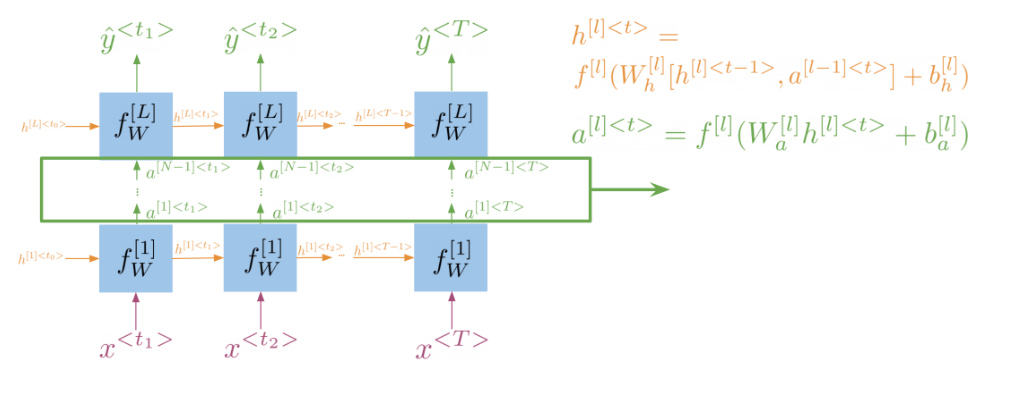 ŷ^{<t₁>} ŷ^{<t₂>} ŷ^{<T>}
h^{[L]<t₀>} f_W^{[L]} h^{[L]<t₁>} f_W^{[L]} h^{[L]<t₂>} ... h^{[L]<T-1>} f_W^{[L]}
a^{[N-1]<t₁>} a^{[N-1]<t₂>} a^{[N-1]<T>}
⋮ ⋮ ⋮
a^{[1]<t₁>} a^{[1]<t₂>} a^{[1]<T>}
h^{[1]<t₀>} f_W^{[1]} h^{[1]<t₁>} f_W^{[1]} h^{[1]<t₂>} ... h^{[1]<T-1>} f_W^{[1]}
x^{<t₁>} x^{<t₂>} x^{<T>}
h^{[l]<t>} =
f^{[l]}(W_h^{[l]}[h^{[l]<t-1>}, a^{[l-1]<t>}] + b_h^{[l]})
a^{[l]<t>} = f^{[l]}(W_a^{[l]}h^{[l]<t>} + b_a^{[l]})